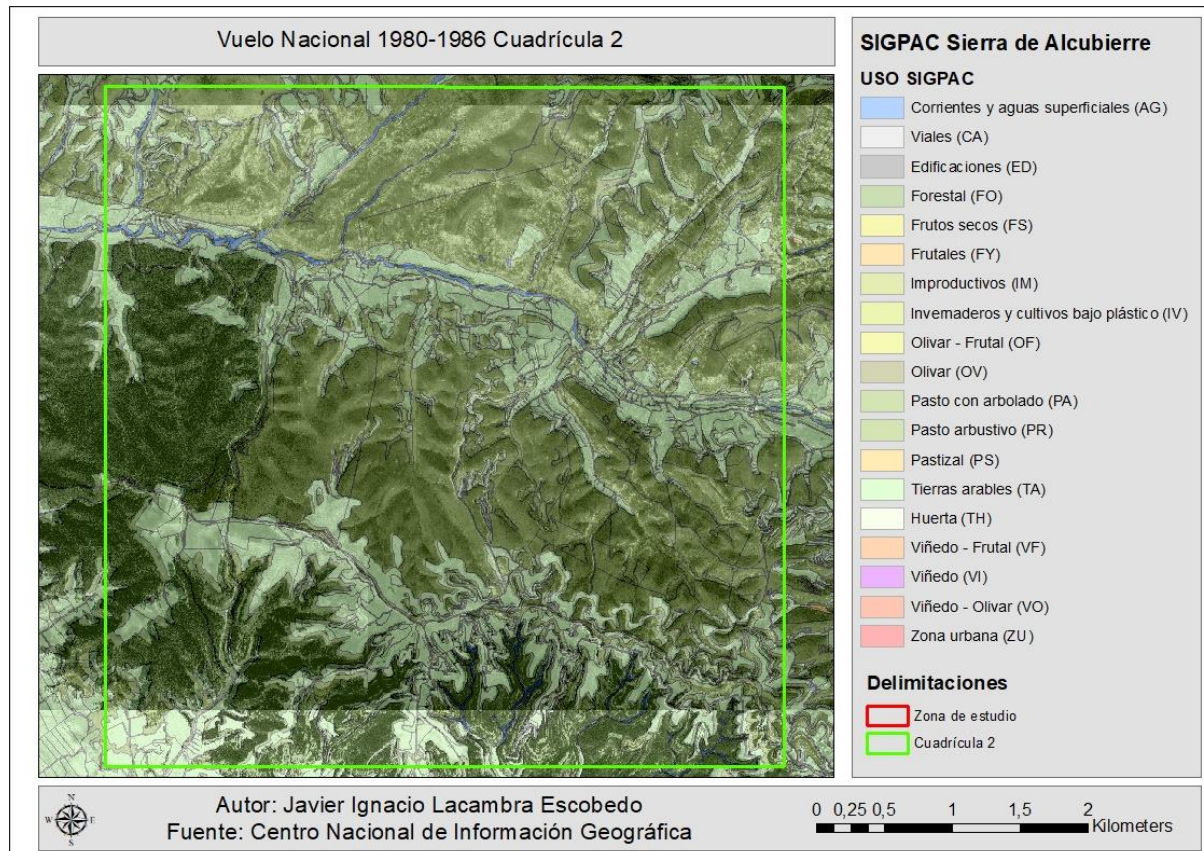 Vuelo Nacional 1980-1986 Cuadrícula 2
SIGPAC Sierra de Alcubierre
USO SIGPAC
Corrientes y aguas superficiales (AG)
Viales (CA)
Edificaciones (ED)
Forestal (FO)
Frutos secos (FS)
Frutales (FY)
Improductivos (IM)
Invernaderos y cultivos bajo plástico (IV)
Olivar - Frutal (OF)
Olivar (OV)
Pasto con arbolado (PA)
Pasto arbustivo (PR)
Pastizal (PS)
Tierras arables (TA)
Huerta (TH)
Viñedo - Frutal (VF)
Viñedo (VI)
Viñedo - Olivar (VO)
Zona urbana (ZU)
Delimitaciones
Zona de estudio
Cuadrícula 2
N
W E
S
Autor: Javier Ignacio Lacambra Escobedo
Fuente: Centro Nacional de Información Geográfica
0 0,25 0,5 1 1,5 2
Kilometers